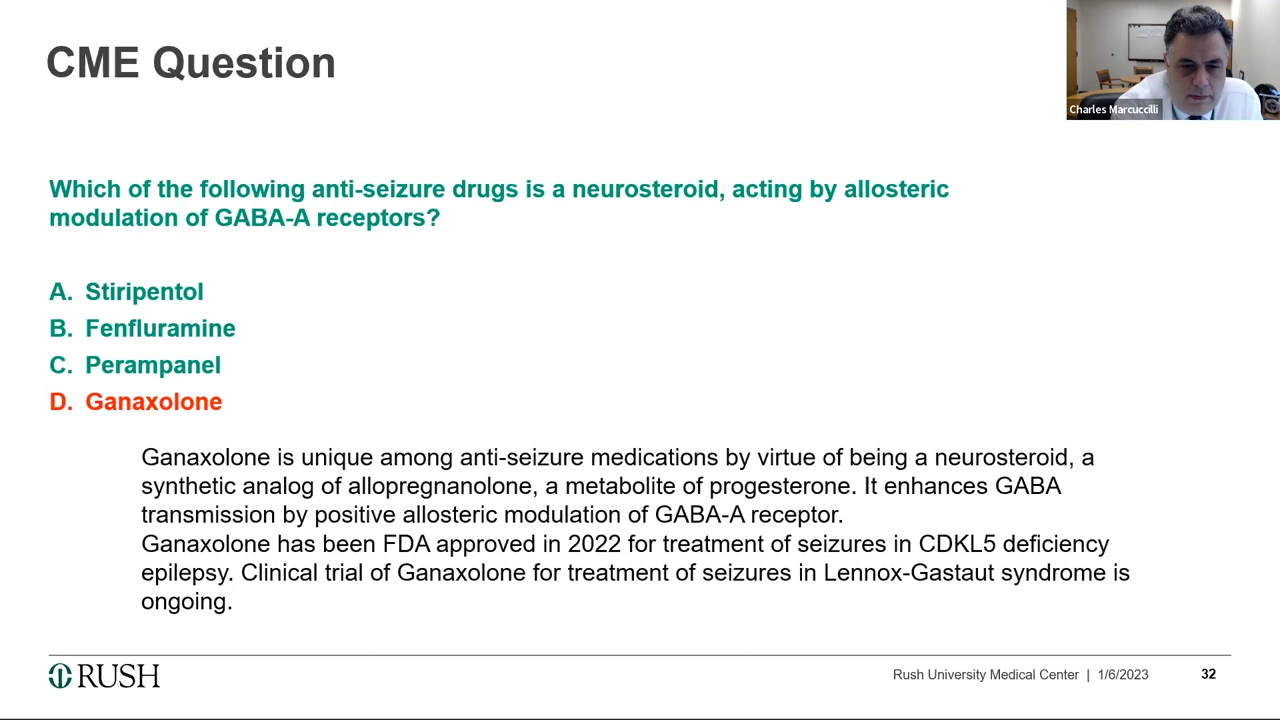 CME Question
Charles Marcuccilli
Which of the following anti-seizure drugs is a neurosteroid, acting by allosteric
modulation of GABA-A receptors?
A. Stiripentol
B. Fenfluramine
C. Perampanel
D. Ganaxolone
Ganaxolone is unique among anti-seizure medications by virtue of being a neurosteroid, a
synthetic analog of allopregnanolone, a metabolite of progesterone. It enhances GABA
transmission by positive allosteric modulation of GABA-A receptor.
Ganaxolone has been FDA approved in 2022 for treatment of seizures in CDKL5 deficiency
epilepsy. Clinical trial of Ganaxolone for treatment of seizures in Lennox-Gastaut syndrome is
ongoing.
RUSH
Rush University Medical Center | 1/6/2023 32